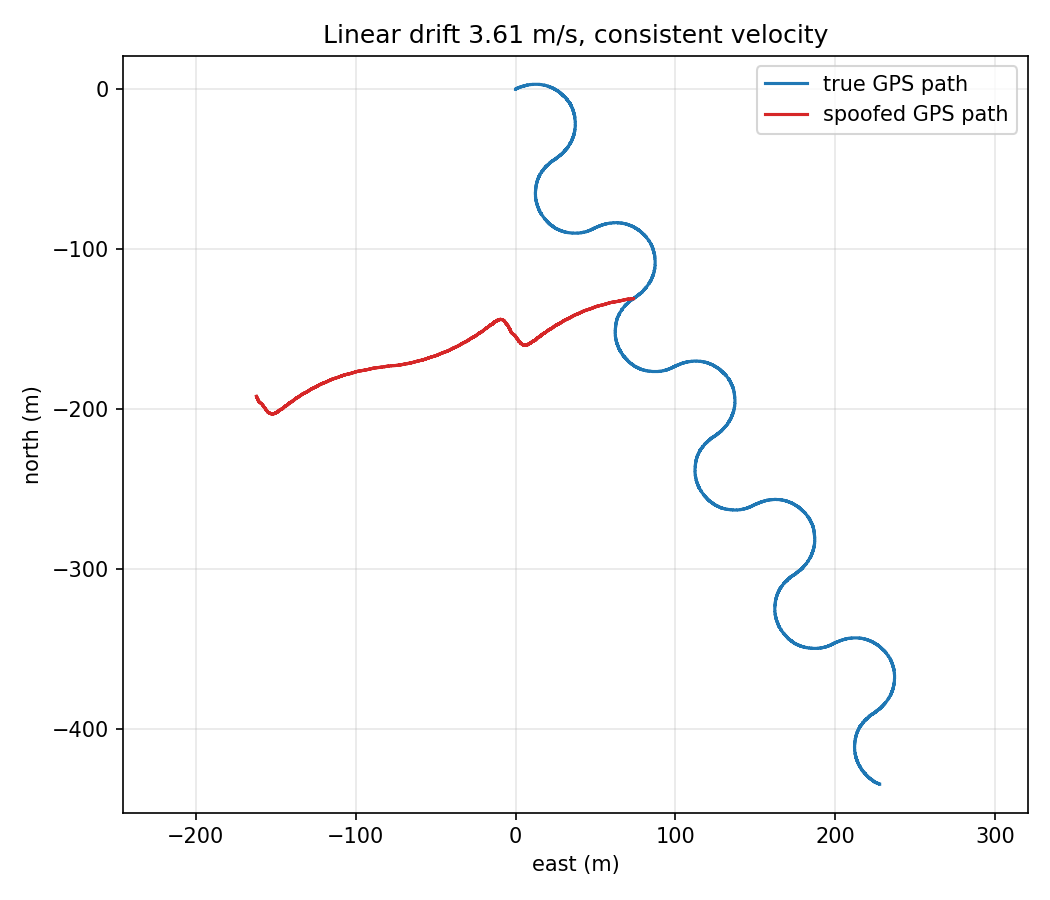 Linear drift 3.61 m/s, consistent velocity
true GPS path
spoofed GPS path
0
−100
−200
−300
−400
north (m)
−200
−100
0
100
200
300
east (m)